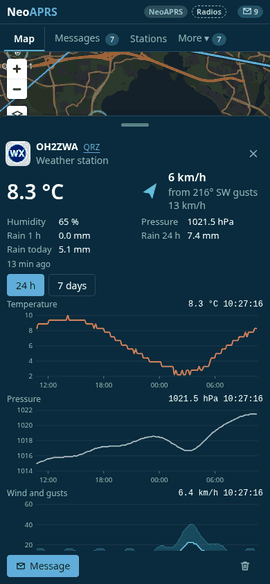 NeoAPRS NeoAPRS Radios 9
Map Messages 7 Stations More ▾ 7
+
−
WX OH2ZWA QRZ
Weather station
8.3 °C
6 km/h
from 216° SW gusts
13 km/h
Humidity 65 % Pressure 1021.5 hPa
Rain 1 h 0.0 mm Rain 24 h 7.4 mm
Rain today 5.1 mm
13 min ago
24 h 7 days
Temperature 8.3 °C 10:27:16
10
8
6
4
2
12:00 18:00 00:00 06:00
Pressure 1021.5 hPa 10:27:16
1022
1020
1018
1016
1014
12:00 18:00 00:00 06:00
Wind and gusts 6.4 km/h 10:27:16
60
40
20
Message